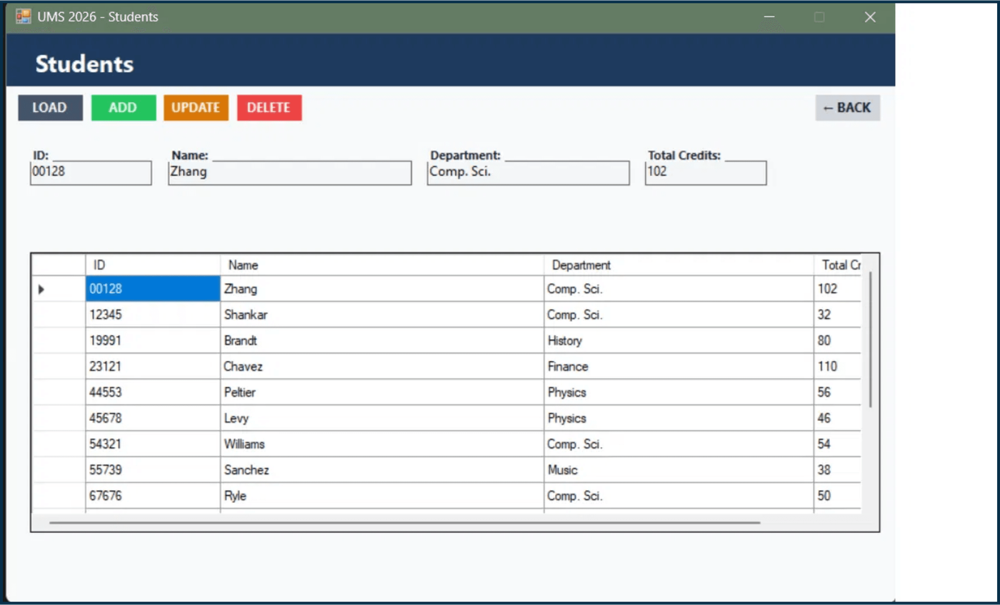 UMS 2026 - Students
Students
LOAD ADD UPDATE DELETE ← BACK
ID: Name: Department: Total Credits:
00128 Zhang Comp. Sci. 102
ID Name Department Total Cr
00128 Zhang Comp. Sci. 102
12345 Shankar Comp. Sci. 32
19991 Brandt History 80
23121 Chavez Finance 110
44553 Peltier Physics 56
45678 Levy Physics 46
54321 Williams Comp. Sci. 54
55739 Sanchez Music 38
67676 Ryle Comp. Sci. 50